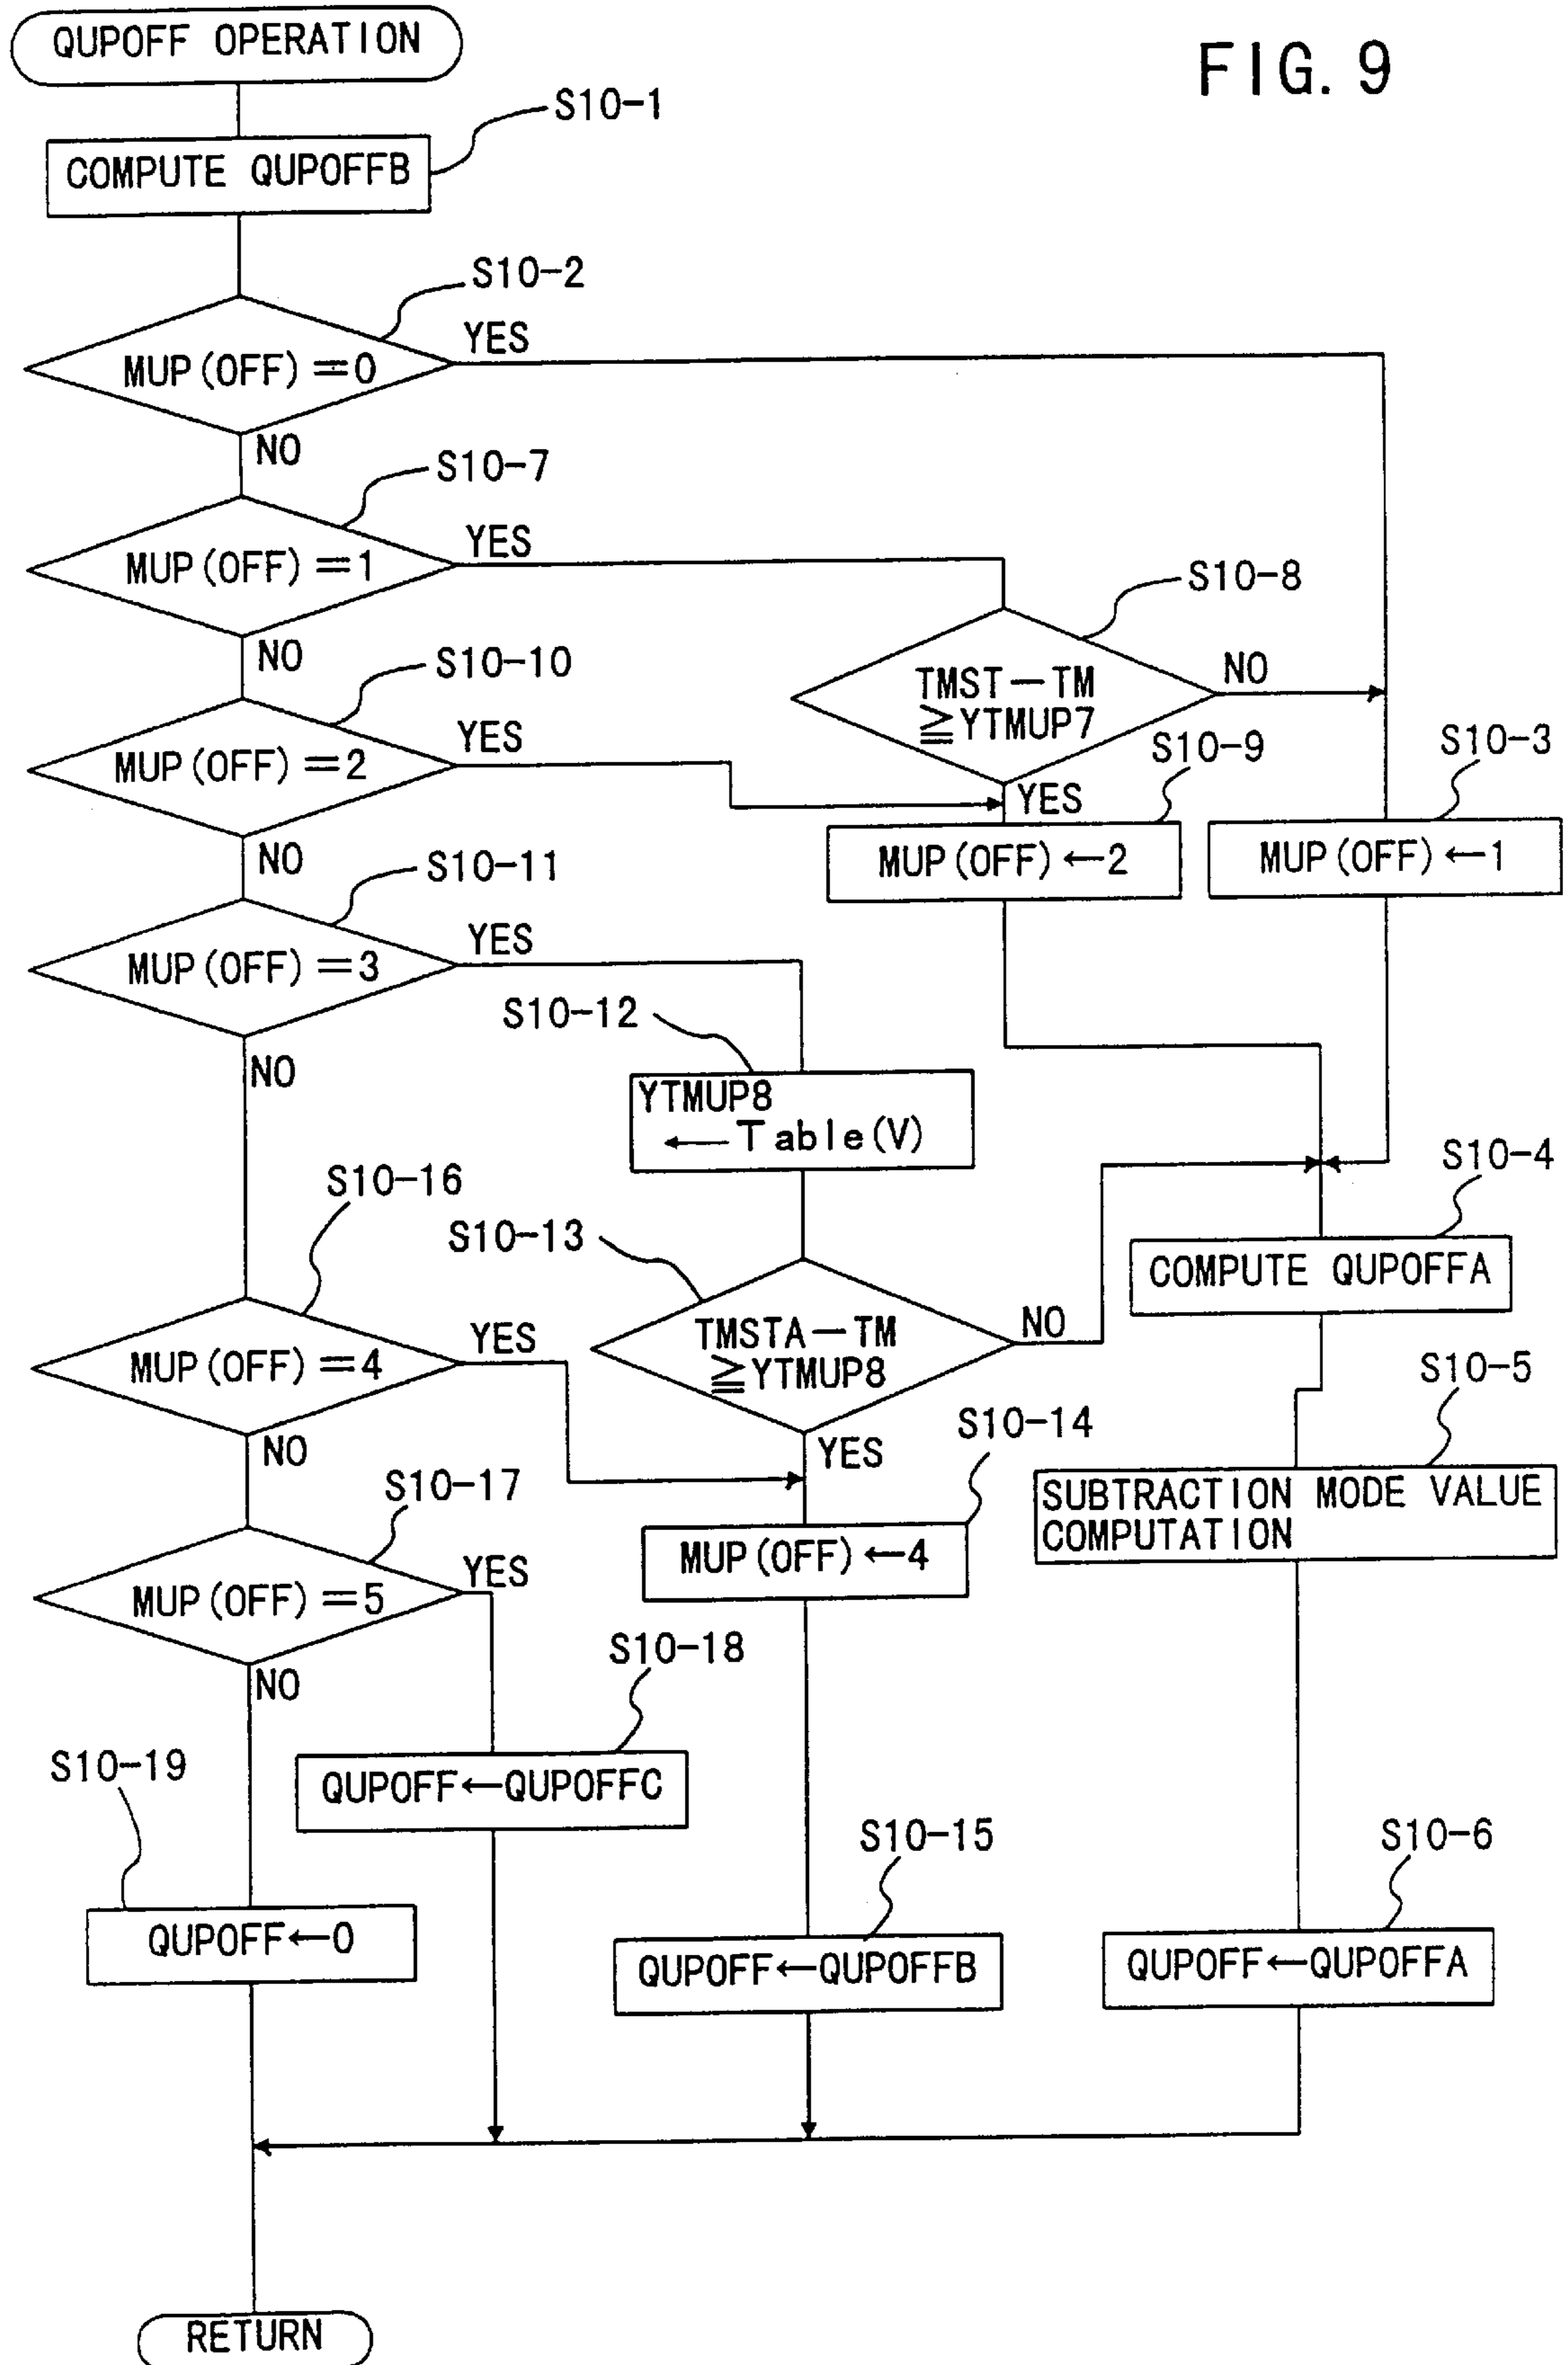 QUPOFF OPERATION
FIG. 9
S10-1
COMPUTE QUPOFFB
S10-2
MUP(OFF)=0
YES
NO
S10-7
MUP(OFF)=1
YES
NO
S10-8
TMST-TM
≧YTMUP7
NO
YES
S10-10
MUP(OFF)=2
YES
NO
S10-9
MUP(OFF)←2
S10-3
MUP(OFF)←1
S10-11
MUP(OFF)=3
YES
NO
S10-12
YTMUP8
←Table(V)
S10-13
TMSTA-TM
≧YTMUP8
NO
YES
S10-4
COMPUTE QUPOFFA
S10-16
MUP(OFF)=4
YES
NO
S10-14
MUP(OFF)←4
S10-5
SUBTRACTION MODE VALUE
COMPUTATION
S10-17
MUP(OFF)=5
YES
NO
S10-18
QUPOFF←QUPOFFC
S10-19
QUPOFF←0
S10-15
QUPOFF←QUPOFFB
S10-6
QUPOFF←QUPOFFA
RETURN